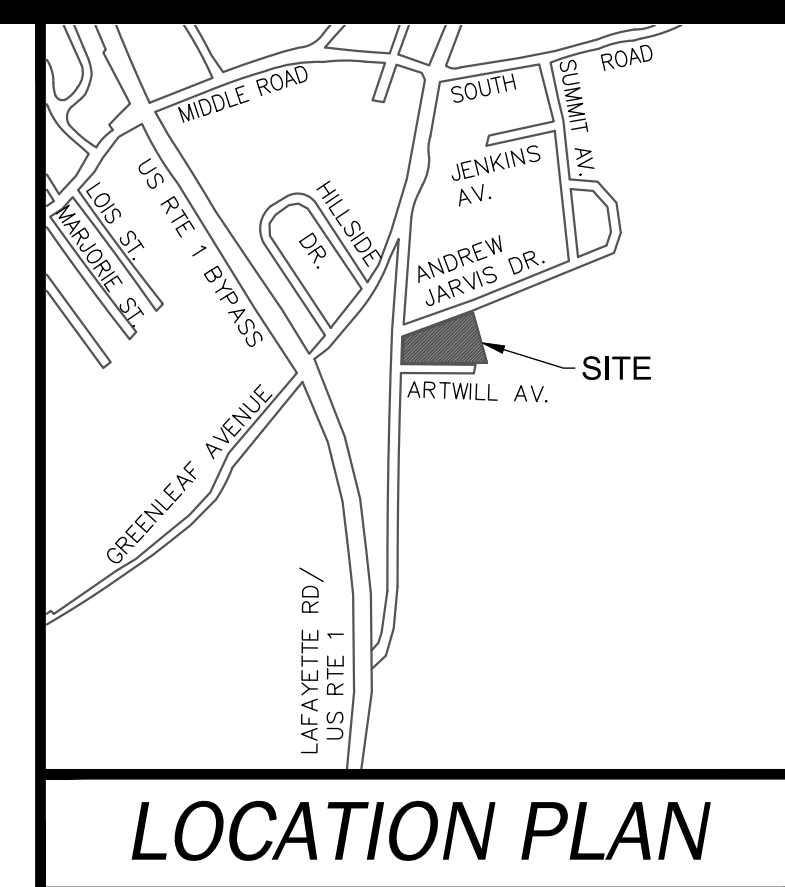 MIDDLE ROAD
SOUTH ROAD
SUMMIT AV.
JENKINS
AV.
LOIS ST.
MARJORIE ST.
US RTE 1 BYPASS
HILLSIDE
DR.
ANDREW
JARVIS DR.
SITE
ARTWILL AV.
GREENLEAF AVENUE
LAFAYETTE RD/
US RTE 1
LOCATION PLAN